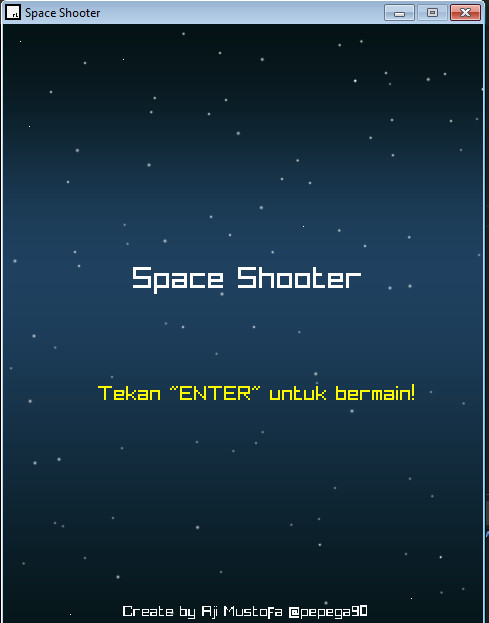 Space Shooter
Space Shooter
Tekan "ENTER" untuk bermain!
Create by Aji Mustofa @pepega90